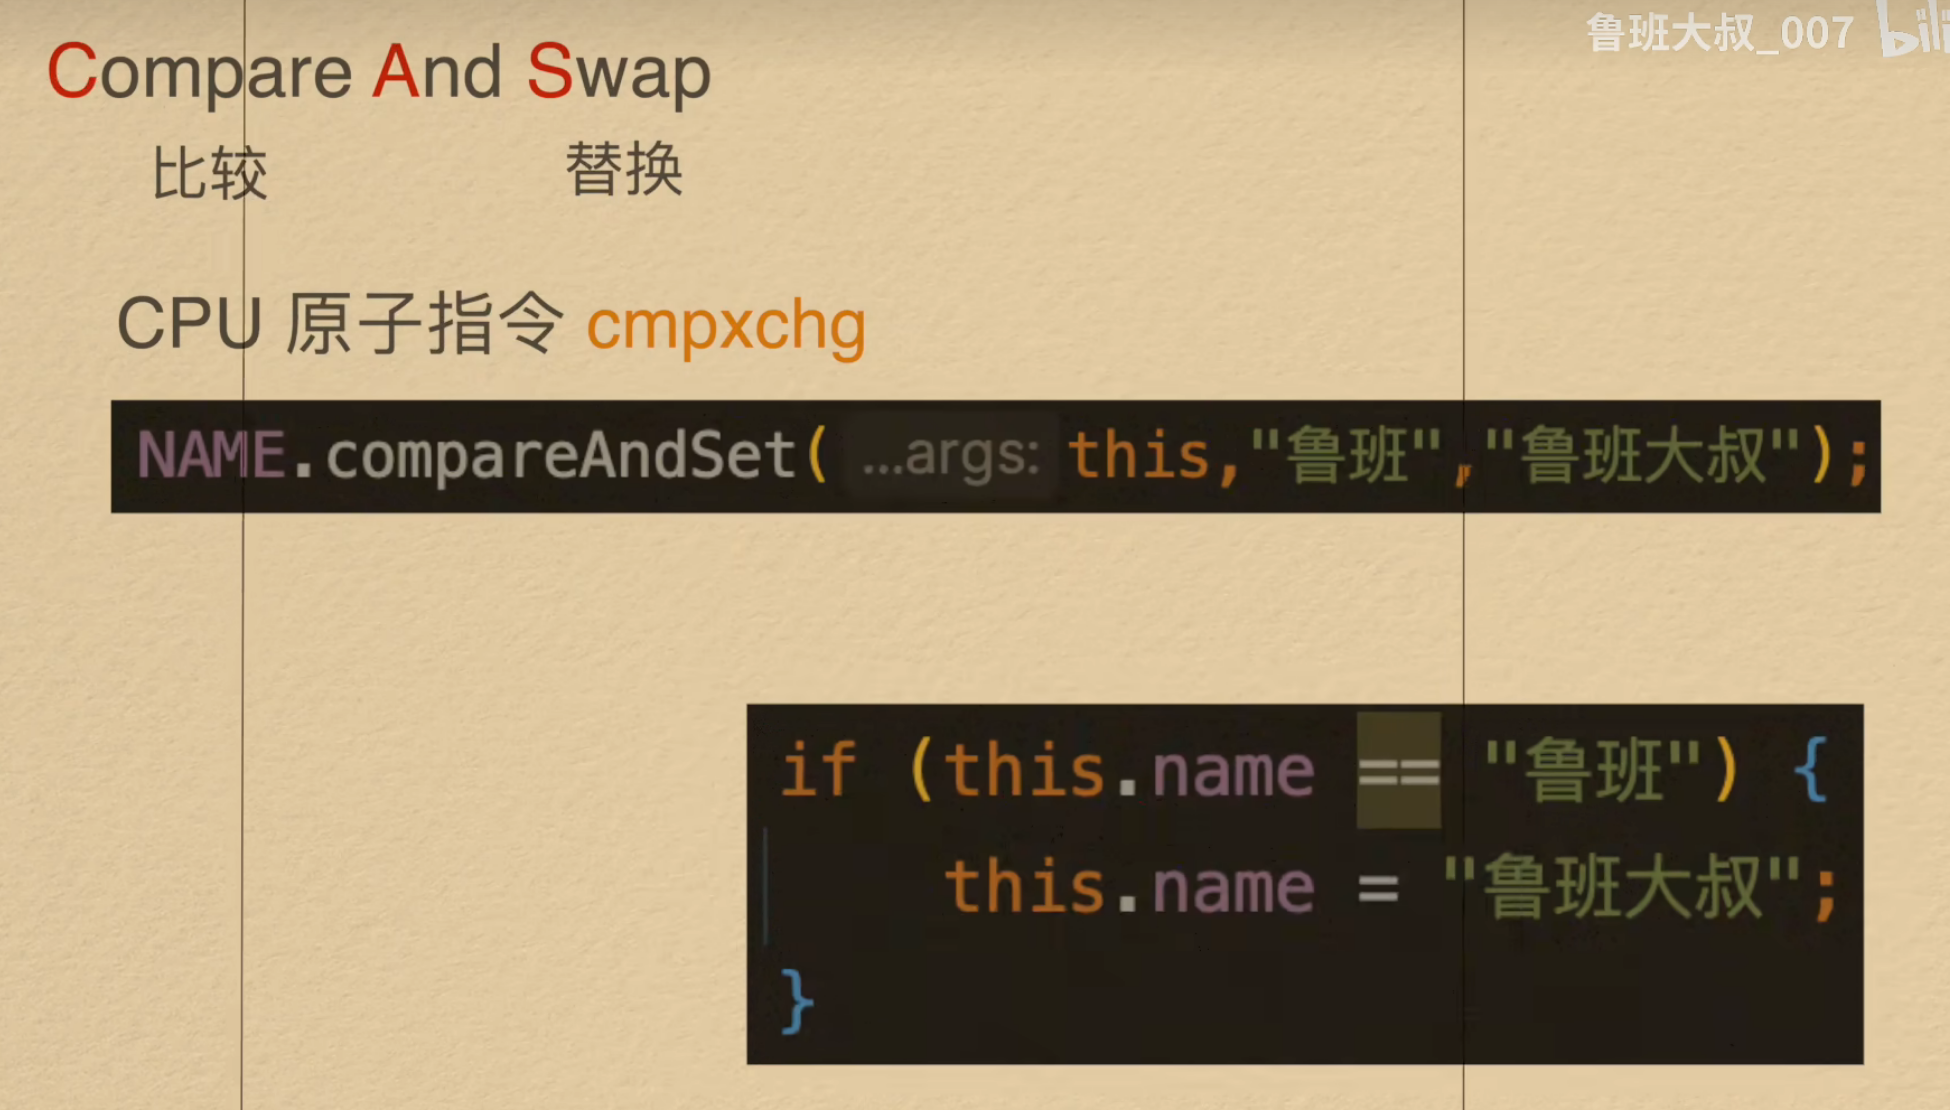 鲁班大叔_007 bili
Compare And Swap
比较 替换
CPU 原子指令 cmpxchg
NAME.compareAndSet( ...args: this,"鲁班","鲁班大叔");
if (this.name == "鲁班") {
this.name = "鲁班大叔";
}